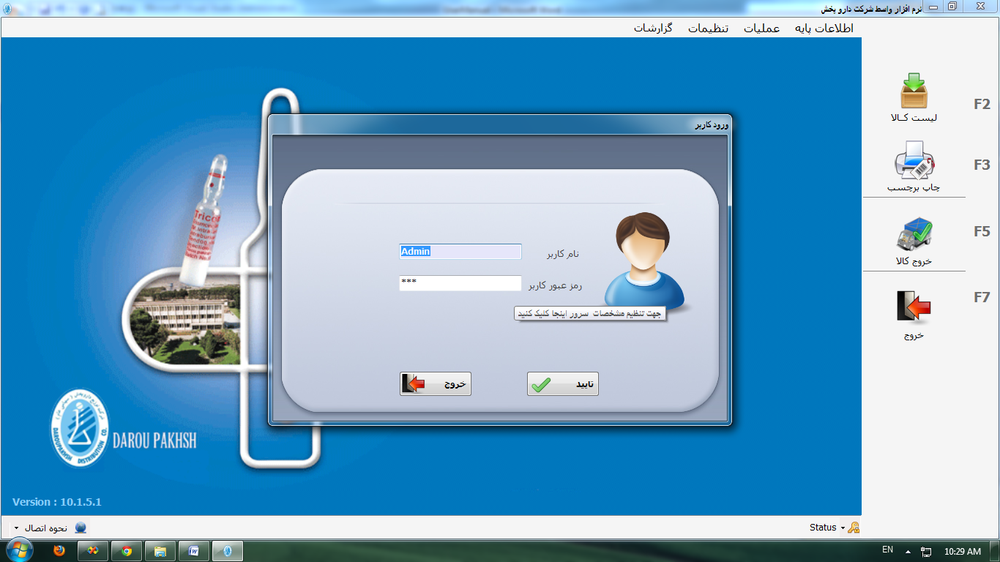 نرم افزار واسط شرکت دارو پخش
اطلاعات پایه
عملیات
تنظیمات
گزارشات
F2
لیست کـالا
F3
چاپ برچسب
F5
خروج کالا
F7
خروج
ورود کاربر
نام کاربر
Admin
رمز عبور کاربر
***
جهت تنظیم مشخصات سرور اینجا کلیک کنید
تایید
خروج
DAROUPAKHSH DISTRIBUTION CO.
DAROU PAKHSH
Version : 10.1.5.1
نحوه اتصال
Status
EN
10:29 AM